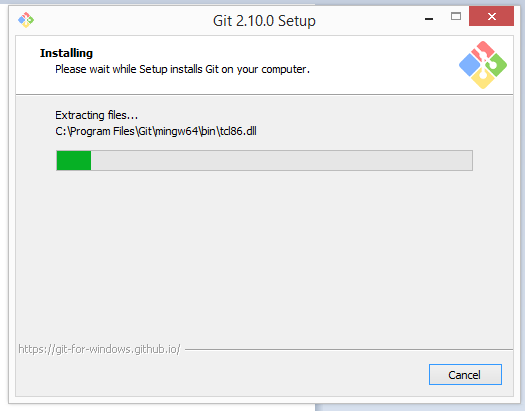 Git 2.10.0 Setup
Installing
Please wait while Setup installs Git on your computer.
Extracting files...
C:\Program Files\Git\mingw64\bin\tcl86.dll
https://git-for-windows.github.io/
Cancel